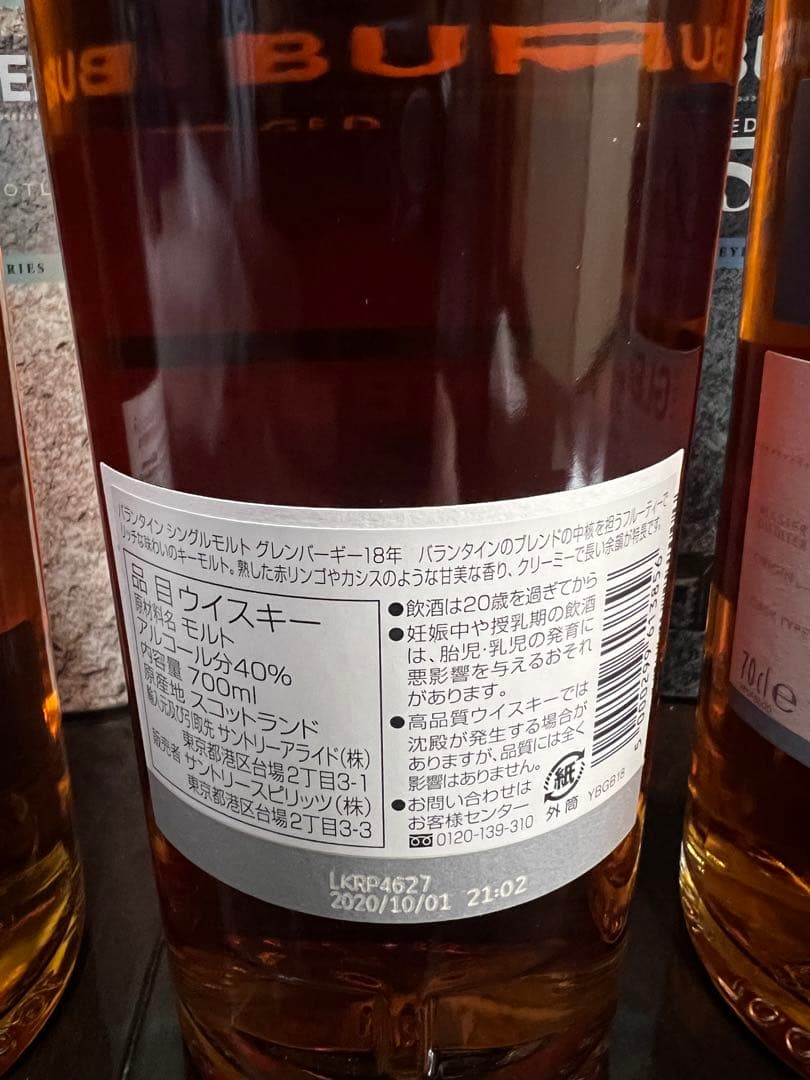 BUR
バランタイン シングルモルト グレンバーギー18年　バランタインのブレンドの中核を担うフルーティーで
リッチな味わいのキーモルト。熟した赤リンゴやカシスのような甘美な香り、クリーミーで長い余韻が特長です。
品 目 ウイスキー
原材料名 モルト
アルコール分40%
内容量 700ml
原産地 スコットランド
輸入元及び引取先 サントリーアライド(株)
東京都港区台場2丁目3-1
販売者 サントリースピリッツ(株)
東京都港区台場2丁目3-3
●飲酒は20歳を過ぎてから
●妊娠中や授乳期の飲酒
は、胎児・乳児の発育に
悪影響を与えるおそれ
があります。
●高品質ウイスキーでは
沈殿が発生する場合が
ありますが、品質には全く
影響はありません。
●お問い合わせは
お客様センター
0120-139-310
紙
外 筒
YBGB18
5 000299 613856
LKRP4627
2020/10/01 21:02
RIES
70cl e